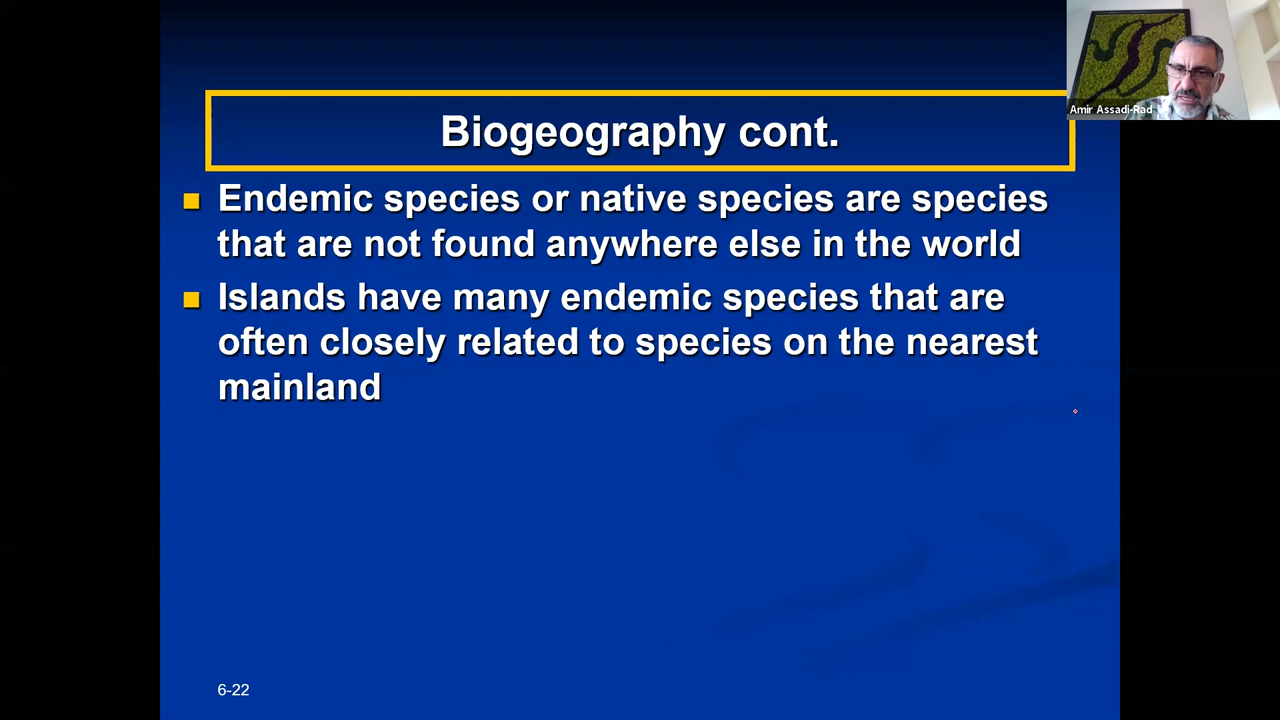 Biogeography cont.
Amir Assadi-Rad
Endemic species or native species are species
that are not found anywhere else in the world
Islands have many endemic species that are
often closely related to species on the nearest
mainland
6-22